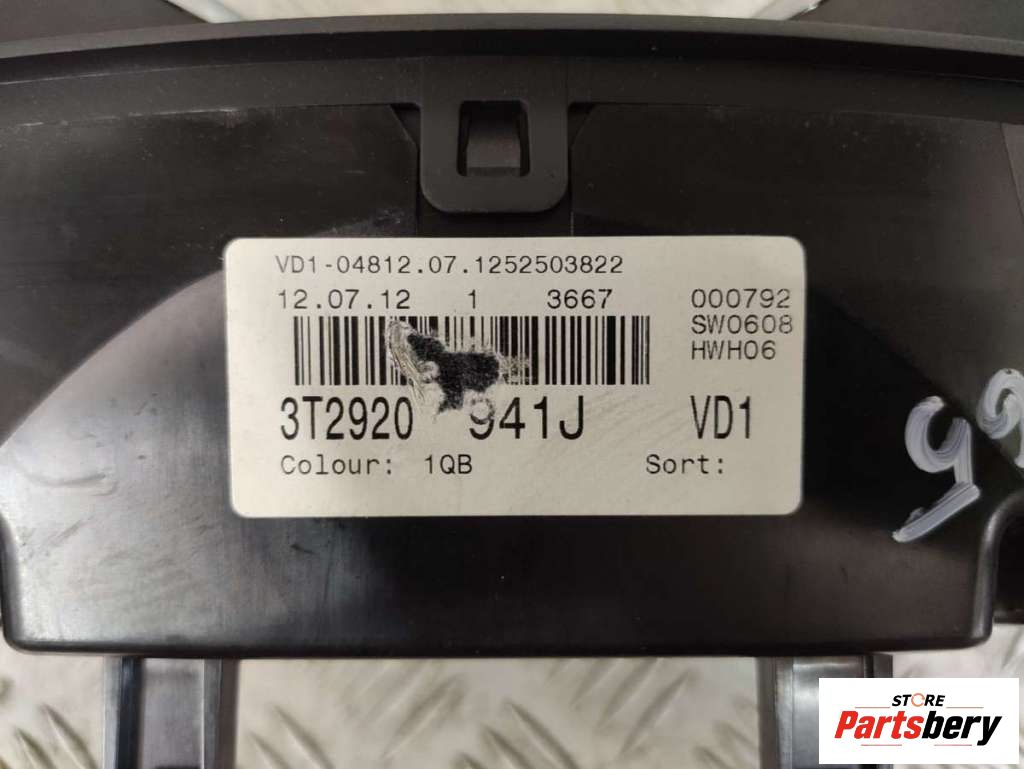 VD1-04812.07.1252503822
12.07.12 1 3667 000792
SW0608
HWH06
3T2920 941J VD1
Colour: 1QB Sort:
STORE
Partsbery